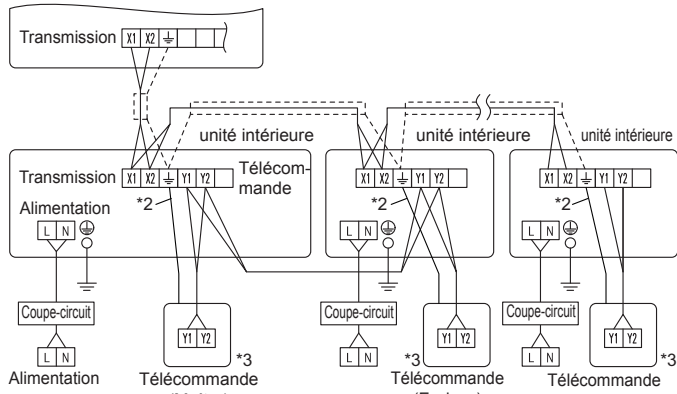 Transmission X1 X2
unité intérieure unité intérieure unité intérieure
Transmission X1 X2 Y1 Y2 Télécom-
mande
X1 X2 Y1 Y2
X1 X2 Y1 Y2
*2 *2 *2
Alimentation
L N L N L N
Coupe-circuit Coupe-circuit Coupe-circuit
Y1 Y2 Y1 Y2 Y1 Y2
L N *3 L N *3 L N *3
Alimentation Télécommande Télécommande Télécommande